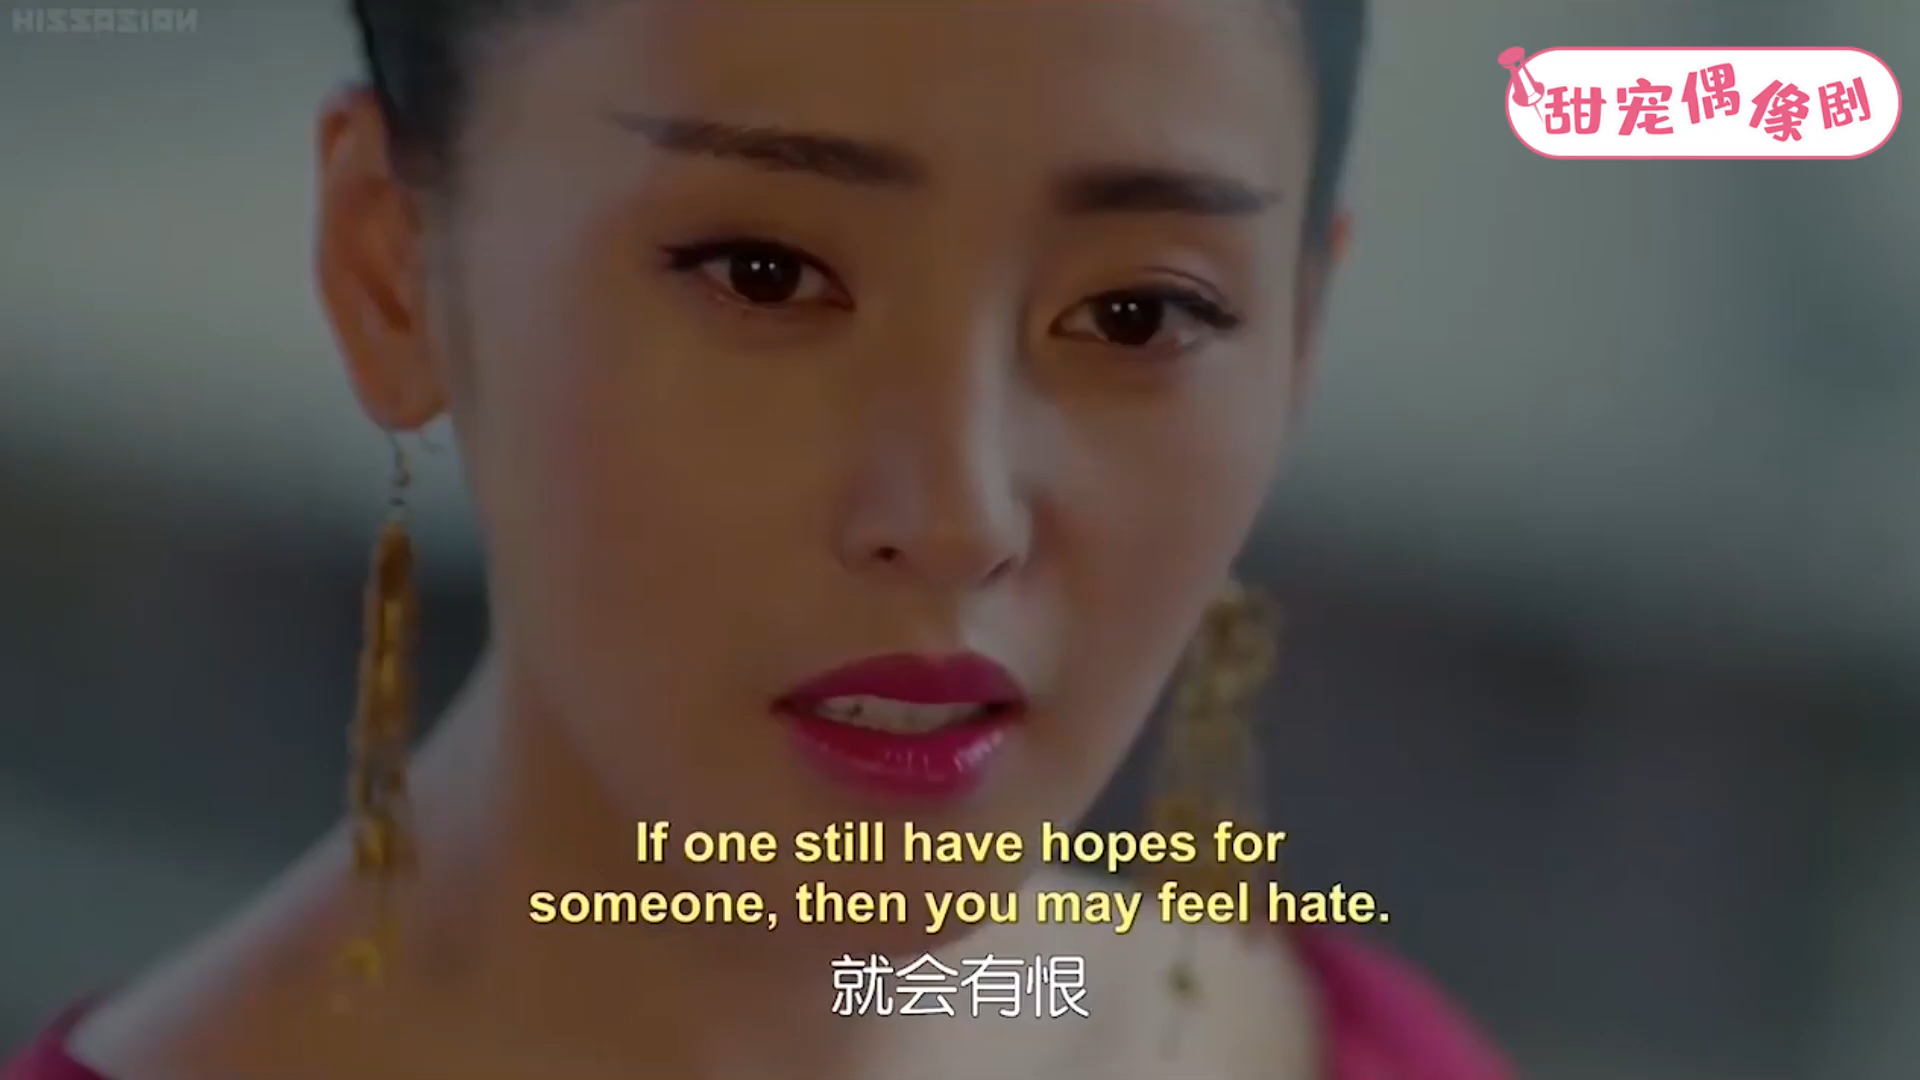 HISSASIAN
甜宠偶像剧
If one still have hopes for
someone, then you may feel hate.
就会有恨